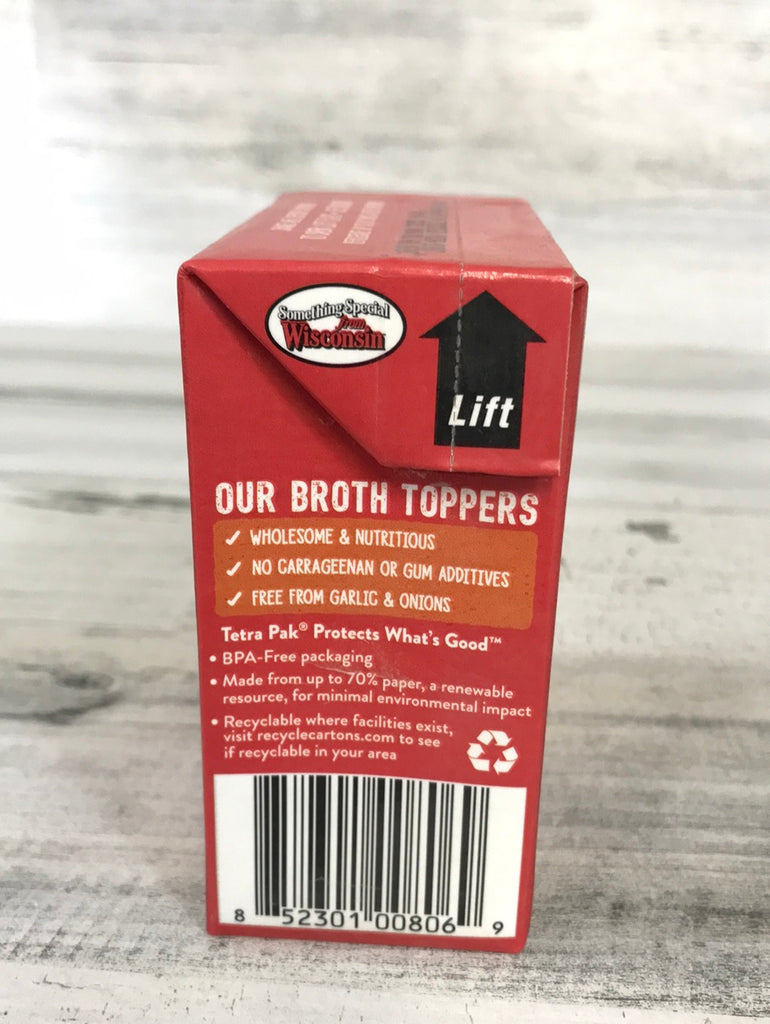 Something Special
from
Wisconsin
Lift
OUR BROTH TOPPERS
✓ WHOLESOME & NUTRITIOUS
✓ NO CARRAGEENAN OR GUM ADDITIVES
✓ FREE FROM GARLIC & ONIONS
Tetra Pak® Protects What's Good™
• BPA-Free packaging
• Made from up to 70% paper, a renewable
resource, for minimal environmental impact
• Recyclable where facilities exist,
visit recyclecartons.com to see
if recyclable in your area
8 52301 00806 9